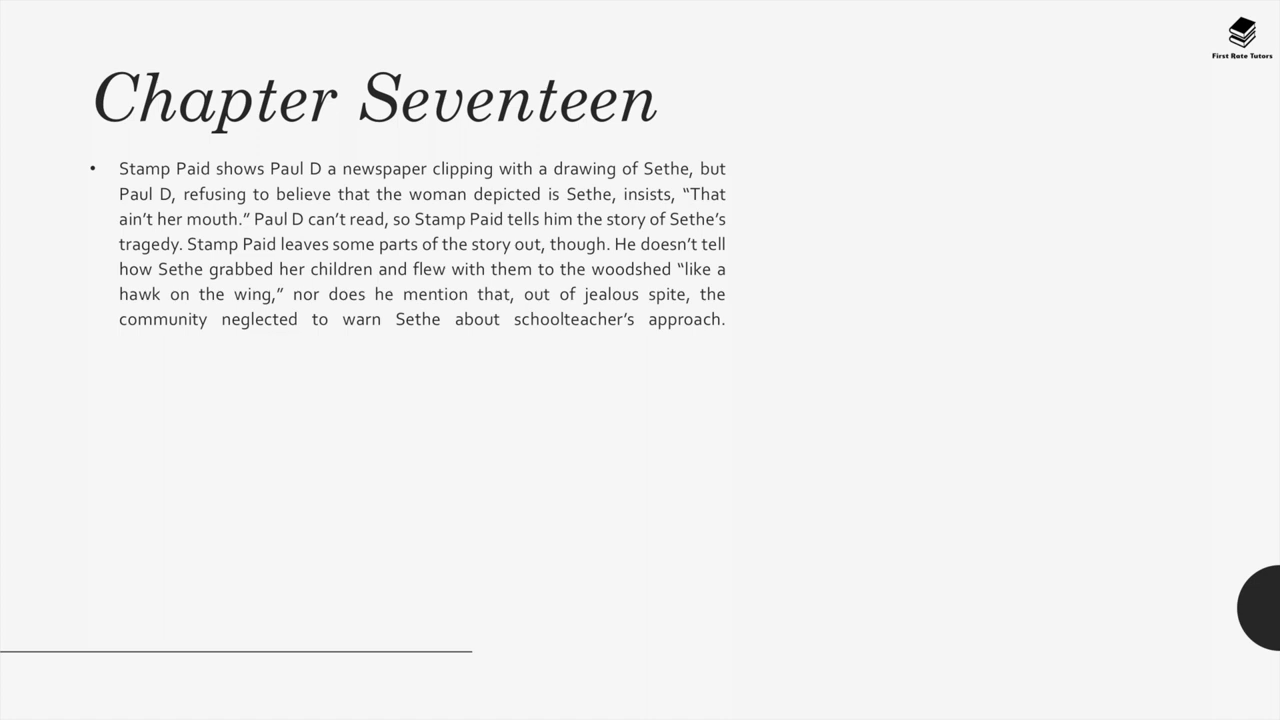 First Rate Tutors
Chapter Seventeen
• Stamp Paid shows Paul D a newspaper clipping with a drawing of Sethe, but
Paul D, refusing to believe that the woman depicted is Sethe, insists, “That
ain’t her mouth.” Paul D can’t read, so Stamp Paid tells him the story of Sethe’s
tragedy. Stamp Paid leaves some parts of the story out, though. He doesn’t tell
how Sethe grabbed her children and flew with them to the woodshed “like a
hawk on the wing,” nor does he mention that, out of jealous spite, the
community neglected to warn Sethe about schoolteacher’s approach.